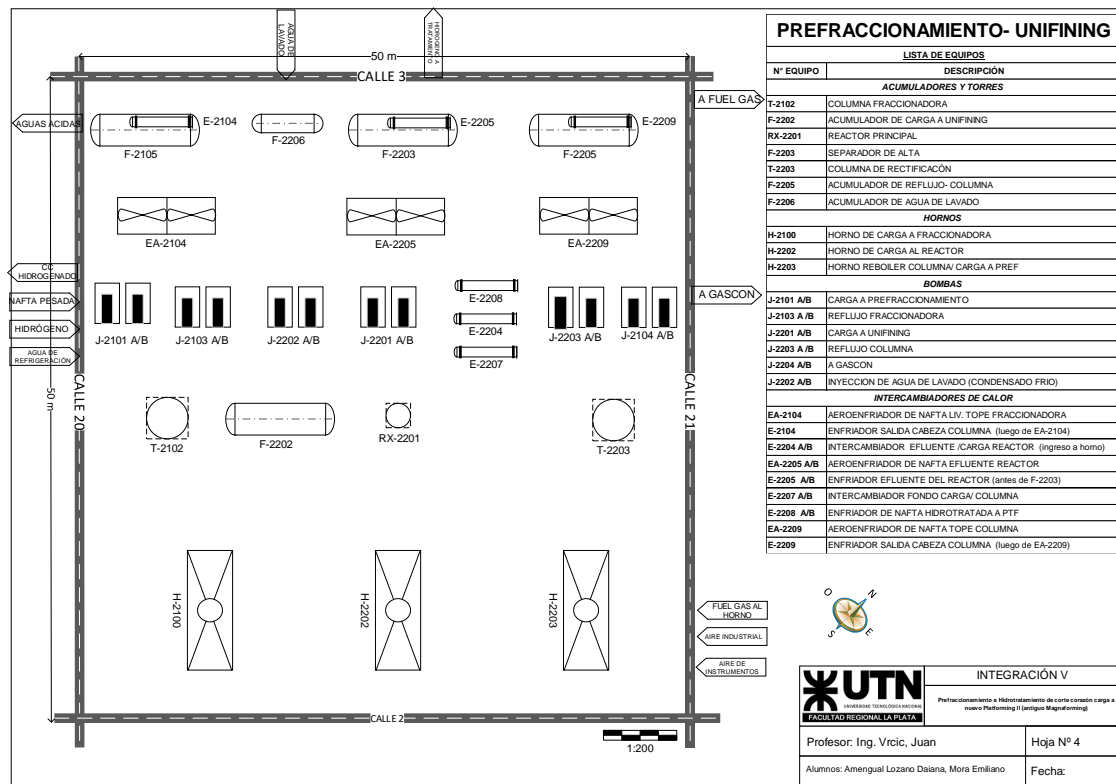 AGUA DE LAVADO
HIDROGENO A TRATAMIENTO
50 m
CALLE 3
AGUAS ACIDAS
E-2104
F-2105
F-2206
E-2205
F-2203
E-2209
F-2205
A FUEL GAS
EA-2104
EA-2205
EA-2209
CC
HIDROGENADO
NAFTA PESADA
HIDRÓGENO
AGUA DE
REFRIGERACIÓN
J-2101 A/B
J-2103 A/B
J-2202 A/B
J-2201 A/B
E-2208
E-2204
E-2207
J-2203 A/B
J-2104 A/B
A GASCON
50 m
CALLE 20
CALLE 21
T-2102
F-2202
RX-2201
T-2203
H-2100
H-2202
H-2203
FUEL GAS AL
HORNO
AIRE INDUSTRIAL
AIRE DE
INSTRUMENTOS
CALLE 2
1:200
PREFRACCIONAMIENTO- UNIFINING
LISTA DE EQUIPOS
N° EQUIPO DESCRIPCIÓN
ACUMULADORES Y TORRES
T-2102 COLUMNA FRACCIONADORA
F-2202 ACUMULADOR DE CARGA A UNIFINING
RX-2201 REACTOR PRINCIPAL
F-2203 SEPARADOR DE ALTA
T-2203 COLUMNA DE RECTIFICACÓN
F-2205 ACUMULADOR DE REFLUJO- COLUMNA
F-2206 ACUMULADOR DE AGUA DE LAVADO
HORNOS
H-2100 HORNO DE CARGA A FRACCIONADORA
H-2202 HORNO DE CARGA AL REACTOR
H-2203 HORNO REBOILER COLUMNA/ CARGA A PREF
BOMBAS
J-2101 A/B CARGA A PREFRACCIONAMIENTO
J-2103 A /B REFLUJO FRACCIONADORA
J-2201 A/B CARGA A UNIFINING
J-2203 A /B REFLUJO COLUMNA
J-2204 A/B A GASCON
J-2202 A/B INYECCION DE AGUA DE LAVADO (CONDENSADO FRIO)
INTERCAMBIADORES DE CALOR
EA-2104 AEROENFRIADOR DE NAFTA LIV. TOPE FRACCIONADORA
E-2104 ENFRIADOR SALIDA CABEZA COLUMNA (luego de EA-2104)
E-2204 A/B INTERCAMBIADOR EFLUENTE /CARGA REACTOR (ingreso a horno)
EA-2205 A/B AEROENFRIADOR DE NAFTA EFLUENTE REACTOR
E-2205 A/B ENFRIADOR EFLUENTE DEL REACTOR (antes de F-2203)
E-2207 A/B INTERCAMBIADOR FONDO CARGA/ COLUMNA
E-2208 A/B ENFRIADOR DE NAFTA HIDROTRATADA A PTF
EA-2209 AEROENFRIADOR DE NAFTA TOPE COLUMNA
E-2209 ENFRIADOR SALIDA CABEZA COLUMNA (luego de EA-2209)
O N
S E
UTN
UNIVERSIDAD TECNOLÓGICA NACIONAL
FACULTAD REGIONAL LA PLATA
INTEGRACIÓN V
Prefraccionamiento e Hidrotratamiento de corte corazón carga a
nuevo Platforming II (antiguo Magnaforming)
Profesor: Ing. Vrcic, Juan
Hoja Nº 4
Alumnos: Amengual Lozano Daiana, Mora Emiliano
Fecha: